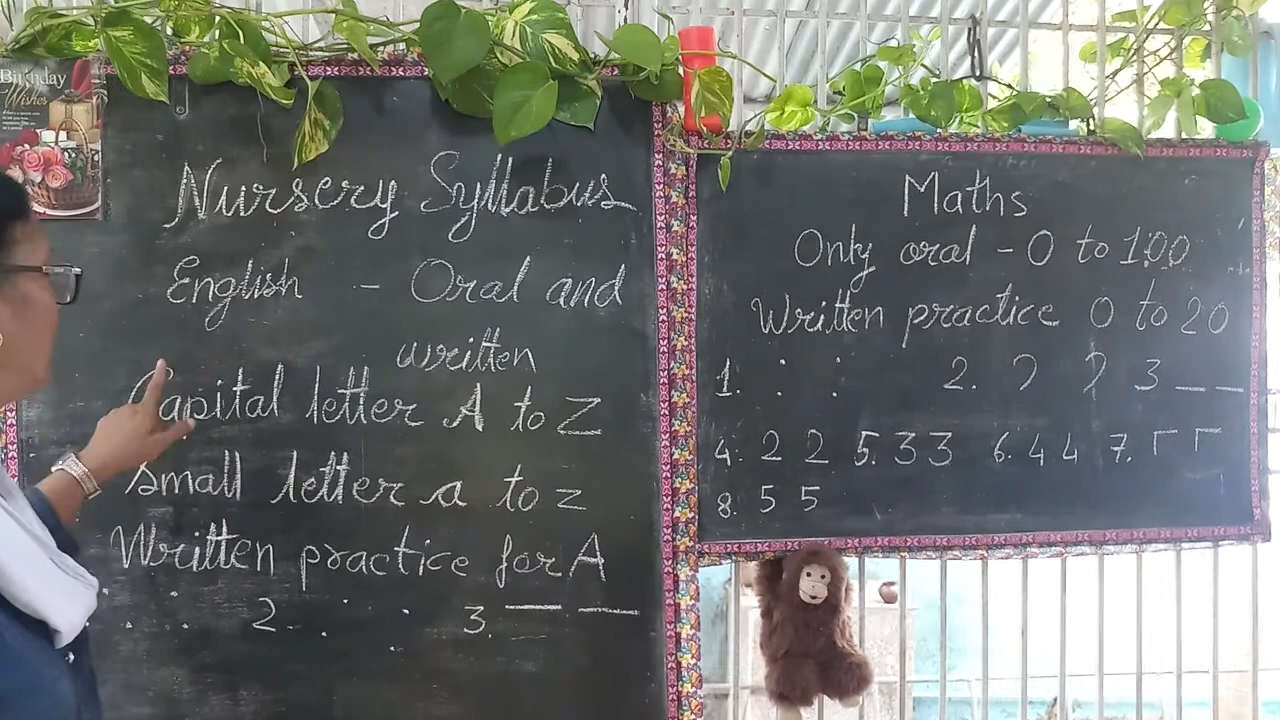 Birthday
Wishes
Nursery Syllabus
English - Oral and
written
Capital letter A to Z
small letter a to z
Written practice for A
2. 3.
Maths
Only oral - 0 to 100
Written practice 0 to 20
1. 2. 3
4. 2 2 5. 3 3 6. 4 4 7.
8. 5 5